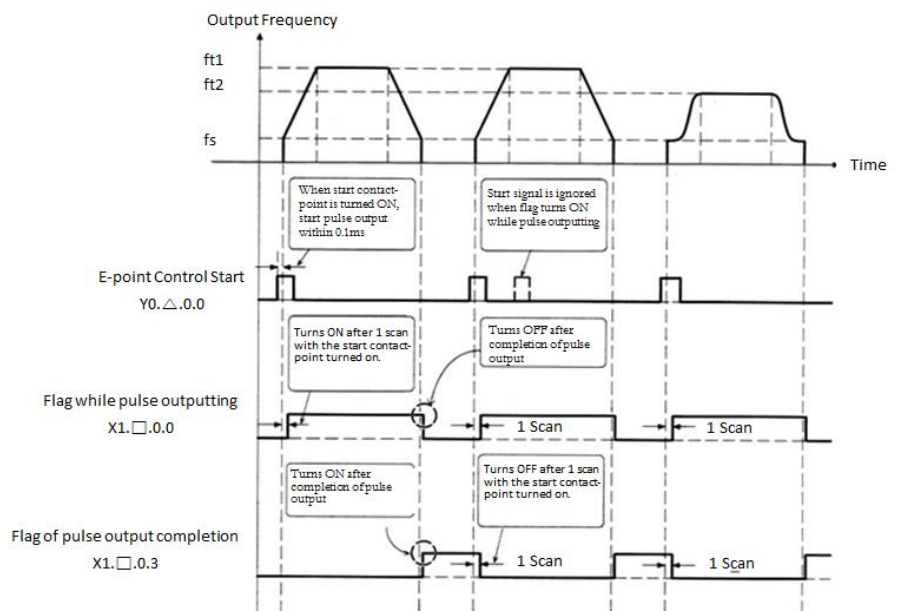 Output Frequency
ft1
ft2
fs
Time
When start contact-
point is turned ON,
start pulse output
within 0.1ms
Start signal is ignored
when flag turns ON
while pulse outputting
E-point Control Start
Y0.△.0.0
Turns ON after 1 scan
with the start contact-
point turned on.
Turns OFF after
completion of pulse
output
Flag while pulse outputting
X1.□.0.0
1 Scan
1 Scan
Turns ON after
completion of pulse
output
Turns OFF after 1 scan
with the start contact-
point turned on.
Flag of pulse output completion
X1.□.0.3
1 Scan
1 Scan